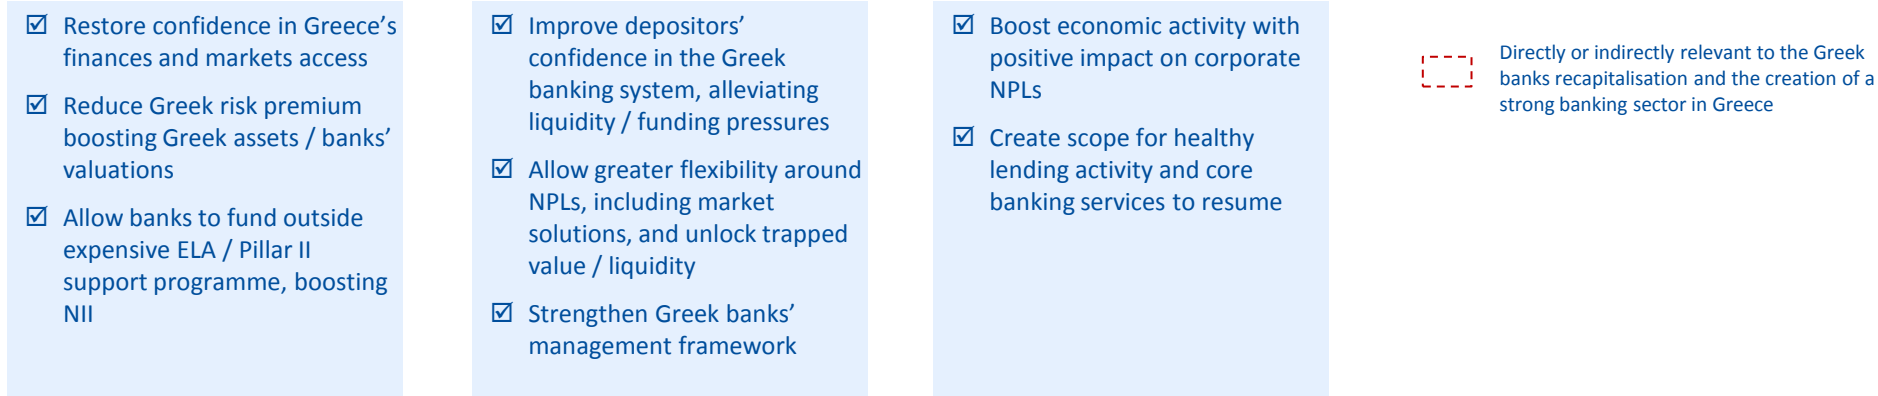 ☑ Restore confidence in Greece’s
finances and markets access
☑ Reduce Greek risk premium
boosting Greek assets / banks’
valuations
☑ Allow banks to fund outside
expensive ELA / Pillar II
support programme, boosting
NII
☑ Improve depositors’
confidence in the Greek
banking system, alleviating
liquidity / funding pressures
☑ Allow greater flexibility around
NPLs, including market
solutions, and unlock trapped
value / liquidity
☑ Strengthen Greek banks’
management framework
☑ Boost economic activity with
positive impact on corporate
NPLs
☑ Create scope for healthy
lending activity and core
banking services to resume
Directly or indirectly relevant to the Greek
banks recapitalisation and the creation of a
strong banking sector in Greece